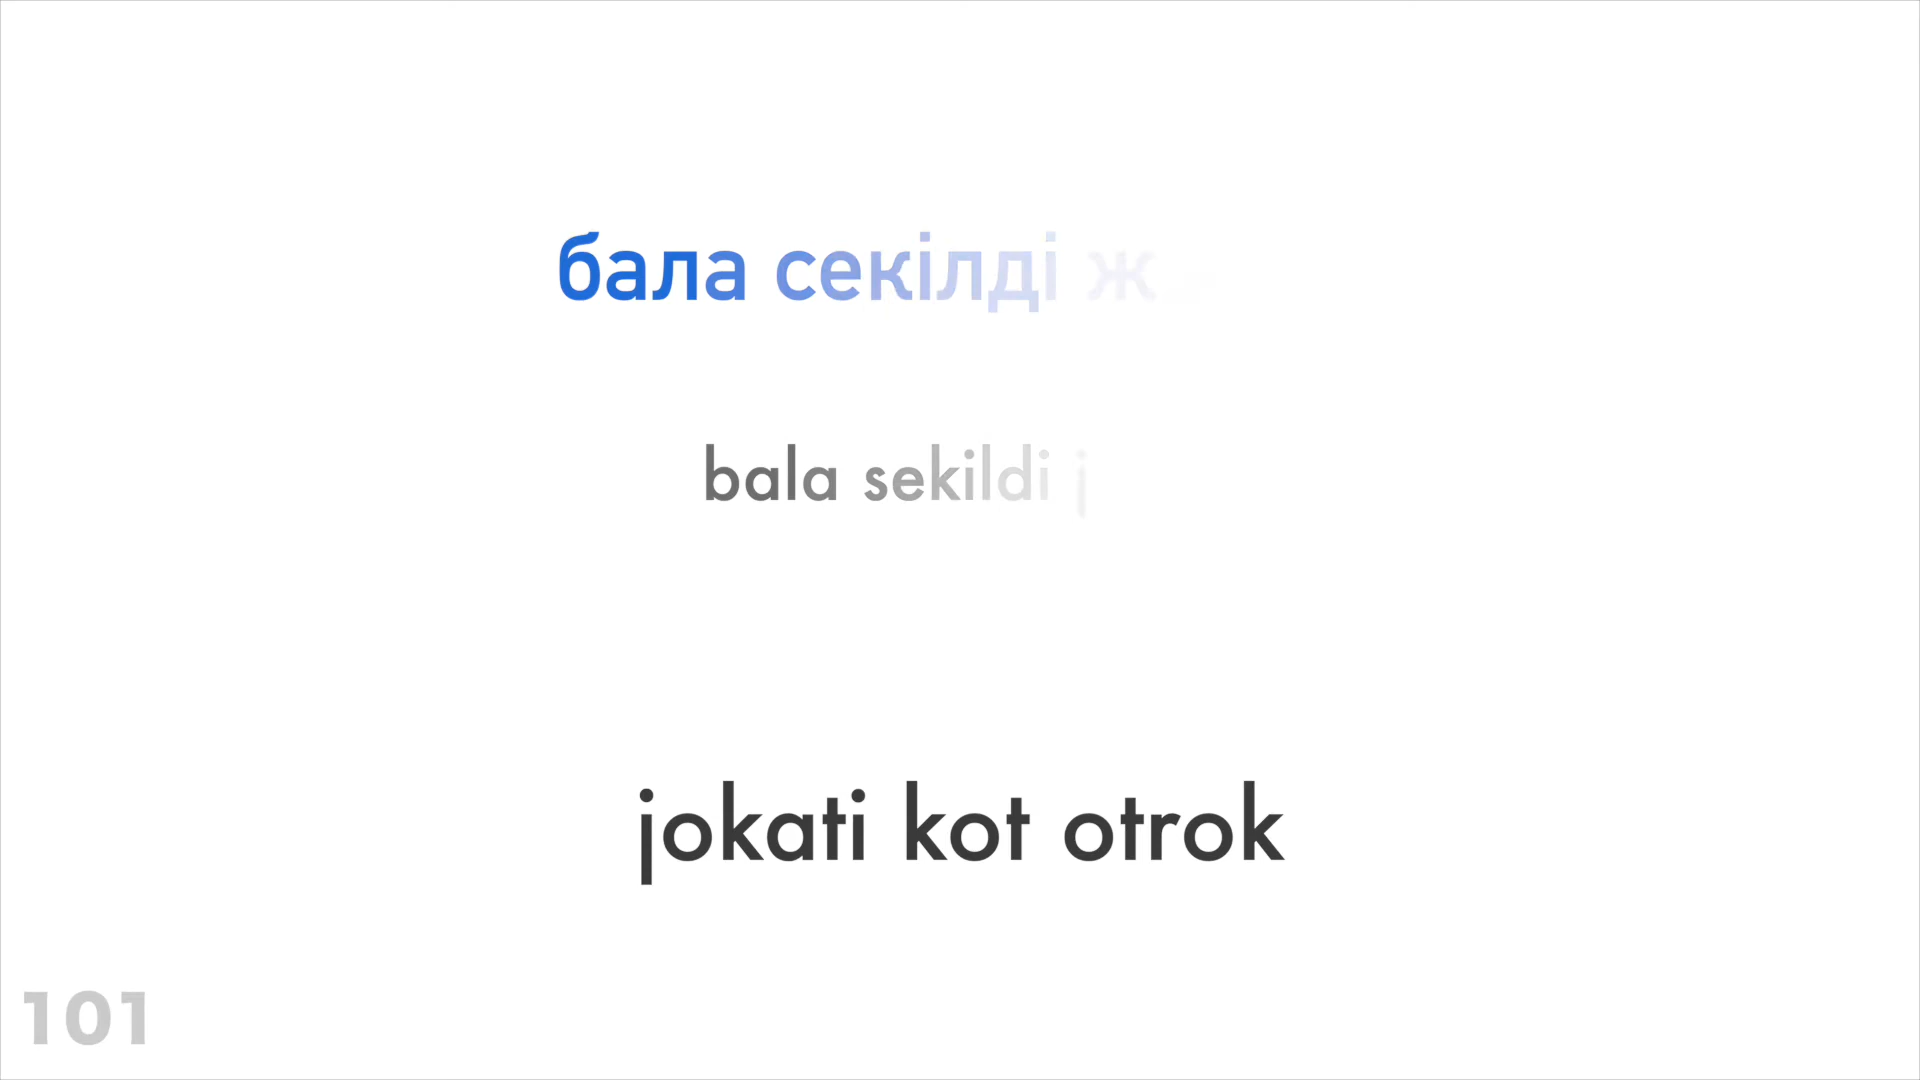 бала секілді ж
bala sekildi j
jokati kot otrok
101